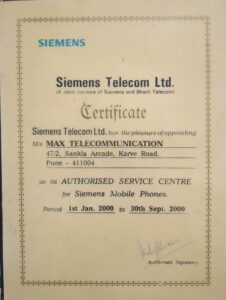 SIEMENS
Siemens Telecom Ltd.
(A Joint Venture of Siemens and Bharti Telecom)
Certificate
Siemens Telecom Ltd. has the pleasure of appointing
M/s MAX TELECOMMUNICATION
47/2, Sankla Arcade, Karve Road,
Pune - 411004
as its AUTHORISED SERVICE CENTRE
for Siemens Mobile Phones.
Period 1st Jan. 2000 to 30th Sept. 2000
Authorised Signatory